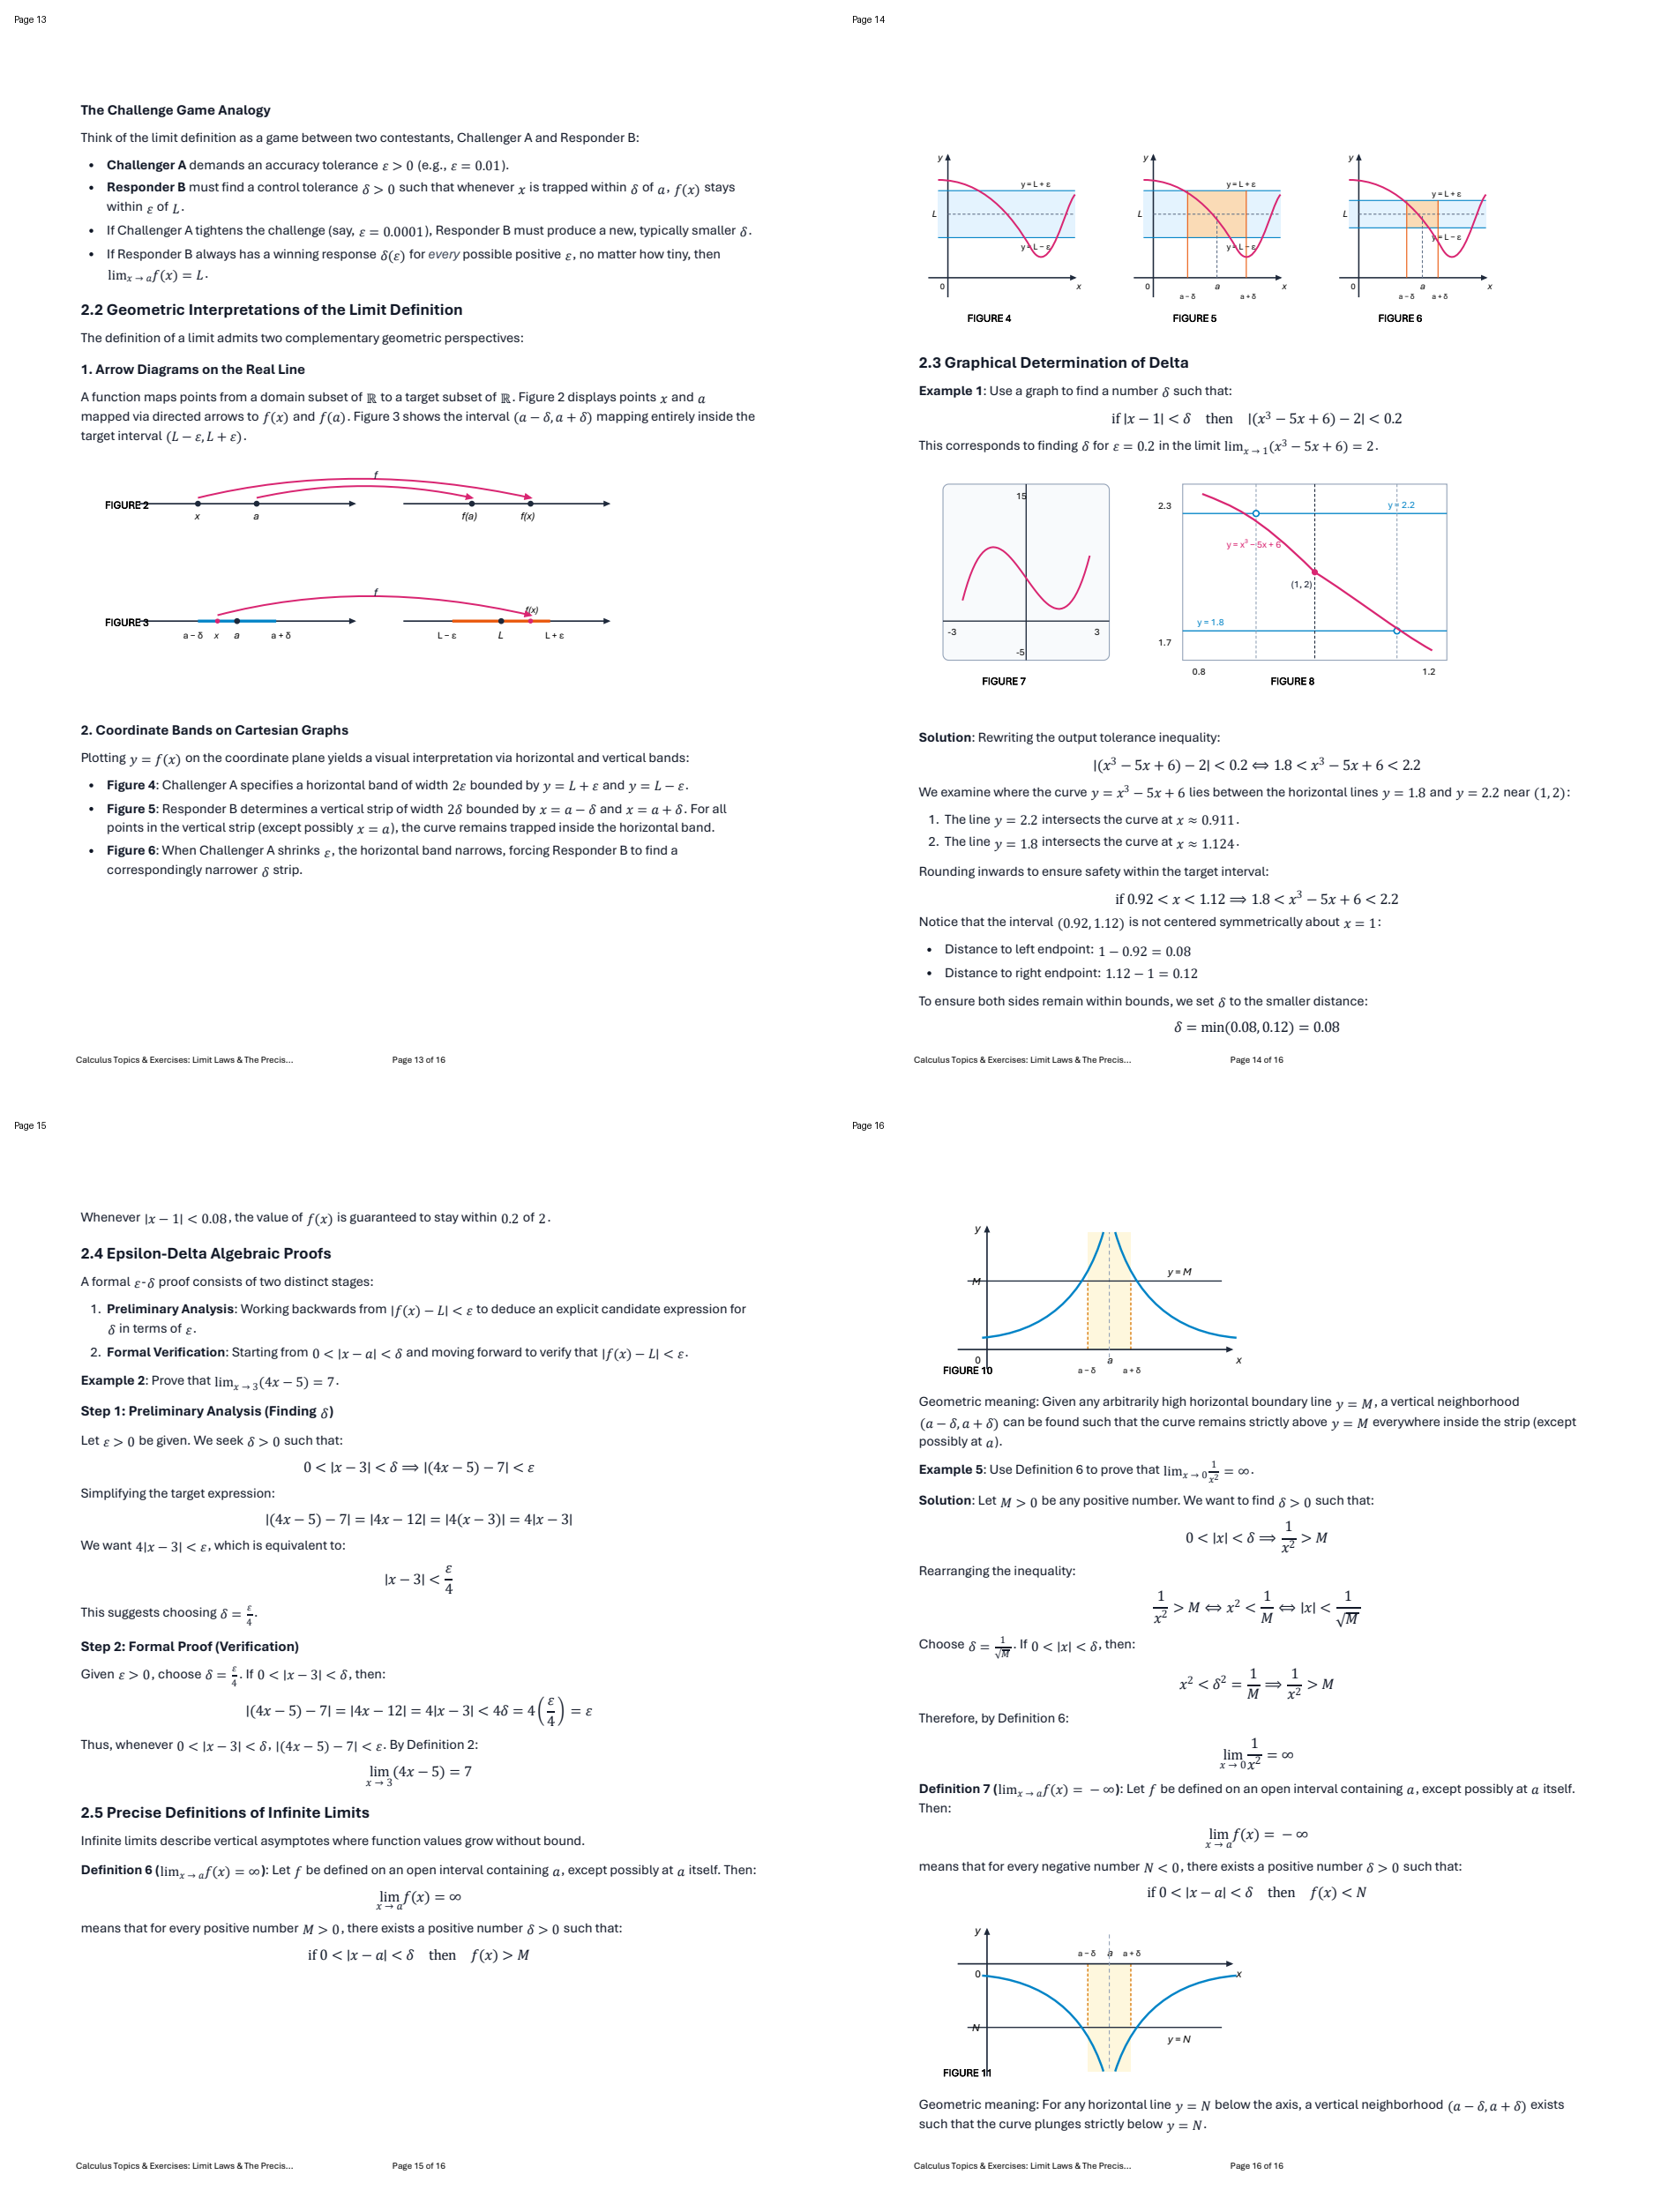 Page 13
The Challenge Game Analogy
Think of the limit definition as a game between two contestants, Challenger A and Responder B:
• Challenger A demands an accuracy tolerance ε > 0 (e.g., ε = 0.01).
• Responder B must find a control tolerance δ > 0 such that whenever x is trapped within δ of a, f(x) stays
within ε of L.
• If Challenger A tightens the challenge (say, ε = 0.0001), Responder B must produce a new, typically smaller δ.
• If Responder B always has a winning response δ(ε) for every possible positive ε, no matter how tiny, then
lim_{x→a} f(x) = L.
2.2 Geometric Interpretations of the Limit Definition
The definition of a limit admits two complementary geometric perspectives:
1. Arrow Diagrams on the Real Line
A function maps points from a domain subset of ℝ to a target subset of ℝ. Figure 2 displays points x and a
mapped via directed arrows to f(x) and f(a). Figure 3 shows the interval (a − δ, a + δ) mapping entirely inside the
target interval (L − ε, L + ε).
f
FIGURE 2
x a f(a) f(x)
f
f(x)
FIGURE 3
a − δ x a a + δ L − ε L L + ε
2. Coordinate Bands on Cartesian Graphs
Plotting y = f(x) on the coordinate plane yields a visual interpretation via horizontal and vertical bands:
• Figure 4: Challenger A specifies a horizontal band of width 2ε bounded by y = L + ε and y = L − ε.
• Figure 5: Responder B determines a vertical strip of width 2δ bounded by x = a − δ and x = a + δ. For all
points in the vertical strip (except possibly x = a), the curve remains trapped inside the horizontal band.
• Figure 6: When Challenger A shrinks ε, the horizontal band narrows, forcing Responder B to find a
correspondingly narrower δ strip.
Calculus Topics & Exercises: Limit Laws & The Precis... Page 13 of 16
Page 14
y y y
y = L + ε y = L + ε y = L + ε
L L L
y = L − ε y = L − ε y = L − ε
0 x 0 a x 0 a x
a − δ a + δ a − δ a + δ
FIGURE 4 FIGURE 5 FIGURE 6
2.3 Graphical Determination of Delta
Example 1: Use a graph to find a number δ such that:
if |x − 1| < δ then |(x³ − 5x + 6) − 2| < 0.2
This corresponds to finding δ for ε = 0.2 in the limit lim_{x→1}(x³ − 5x + 6) = 2.
15
-3 3
-5
FIGURE 7
2.3 y = 2.2
y = x³ − 5x + 6
(1, 2)
y = 1.8
1.7
0.8 1.2
FIGURE 8
Solution: Rewriting the output tolerance inequality:
|(x³ − 5x + 6) − 2| < 0.2 ⇔ 1.8 < x³ − 5x + 6 < 2.2
We examine where the curve y = x³ − 5x + 6 lies between the horizontal lines y = 1.8 and y = 2.2 near (1, 2):
1. The line y = 2.2 intersects the curve at x ≈ 0.911.
2. The line y = 1.8 intersects the curve at x ≈ 1.124.
Rounding inwards to ensure safety within the target interval:
if 0.92 < x < 1.12 ⟹ 1.8 < x³ − 5x + 6 < 2.2
Notice that the interval (0.92, 1.12) is not centered symmetrically about x = 1:
• Distance to left endpoint: 1 − 0.92 = 0.08
• Distance to right endpoint: 1.12 − 1 = 0.12
To ensure both sides remain within bounds, we set δ to the smaller distance:
δ = min(0.08, 0.12) = 0.08
Calculus Topics & Exercises: Limit Laws & The Precis... Page 14 of 16
Page 15
Whenever |x − 1| < 0.08, the value of f(x) is guaranteed to stay within 0.2 of 2.
2.4 Epsilon-Delta Algebraic Proofs
A formal ε-δ proof consists of two distinct stages:
1. Preliminary Analysis: Working backwards from |f(x) − L| < ε to deduce an explicit candidate expression for
δ in terms of ε.
2. Formal Verification: Starting from 0 < |x − a| < δ and moving forward to verify that |f(x) − L| < ε.
Example 2: Prove that lim_{x→3}(4x − 5) = 7.
Step 1: Preliminary Analysis (Finding δ)
Let ε > 0 be given. We seek δ > 0 such that:
0 < |x − 3| < δ ⟹ |(4x − 5) − 7| < ε
Simplifying the target expression:
|(4x − 5) − 7| = |4x − 12| = |4(x − 3)| = 4|x − 3|
We want 4|x − 3| < ε, which is equivalent to:
|x − 3| < ε/4
This suggests choosing δ = ε/4.
Step 2: Formal Proof (Verification)
Given ε > 0, choose δ = ε/4. If 0 < |x − 3| < δ, then:
|(4x − 5) − 7| = |4x − 12| = 4|x − 3| < 4δ = 4(ε/4) = ε
Thus, whenever 0 < |x − 3| < δ, |(4x − 5) − 7| < ε. By Definition 2:
lim_{x→3}(4x − 5) = 7
2.5 Precise Definitions of Infinite Limits
Infinite limits describe vertical asymptotes where function values grow without bound.
Definition 6 (lim_{x→a} f(x) = ∞): Let f be defined on an open interval containing a, except possibly at a itself. Then:
lim_{x→a} f(x) = ∞
means that for every positive number M > 0, there exists a positive number δ > 0 such that:
if 0 < |x − a| < δ then f(x) > M
Calculus Topics & Exercises: Limit Laws & The Precis... Page 15 of 16
Page 16
y
y = M
M
0 a x
a − δ a + δ
FIGURE 10
Geometric meaning: Given any arbitrarily high horizontal boundary line y = M, a vertical neighborhood
(a − δ, a + δ) can be found such that the curve remains strictly above y = M everywhere inside the strip (except
possibly at a).
Example 5: Use Definition 6 to prove that lim_{x→0} 1/x² = ∞.
Solution: Let M > 0 be any positive number. We want to find δ > 0 such that:
0 < |x| < δ ⟹ 1/x² > M
Rearranging the inequality:
1/x² > M ⇔ x² < 1/M ⇔ |x| < 1/√M
Choose δ = 1/√M. If 0 < |x| < δ, then:
x² < δ² = 1/M ⟹ 1/x² > M
Therefore, by Definition 6:
lim_{x→0} 1/x² = ∞
Definition 7 (lim_{x→a} f(x) = − ∞): Let f be defined on an open interval containing a, except possibly at a itself.
Then:
lim_{x→a} f(x) = − ∞
means that for every negative number N < 0, there exists a positive number δ > 0 such that:
if 0 < |x − a| < δ then f(x) < N
y
a − δ a a + δ
0 x
N
y = N
FIGURE 11
Geometric meaning: For any horizontal line y = N below the axis, a vertical neighborhood (a − δ, a + δ) exists
such that the curve plunges strictly below y = N.
Calculus Topics & Exercises: Limit Laws & The Precis... Page 16 of 16